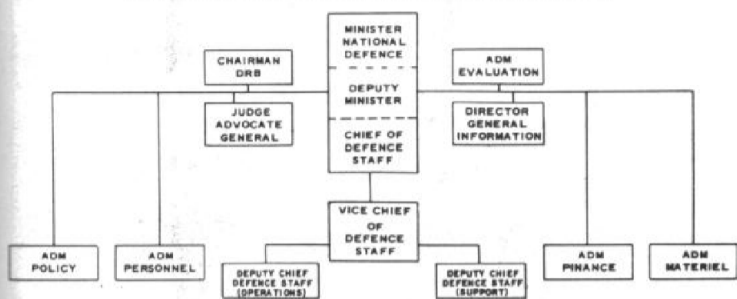 MINISTER
NATIONAL
DEFENCE
CHAIRMAN
DRB
ADM
EVALUATION
DEPUTY
MINISTER
JUDGE
ADVOCATE
GENERAL
DIRECTOR
GENERAL
INFORMATION
CHIEF OF
DEFENCE
STAFF
VICE CHIEF
OF
DEFENCE
STAFF
ADM
POLICY
ADM
PERSONNEL
DEPUTY CHIEF
DEFENCE STAFF
(OPERATIONS)
DEPUTY CHIEF
DEFENCE STAFF
(SUPPORT)
ADM
FINANCE
ADM
MATERIEL